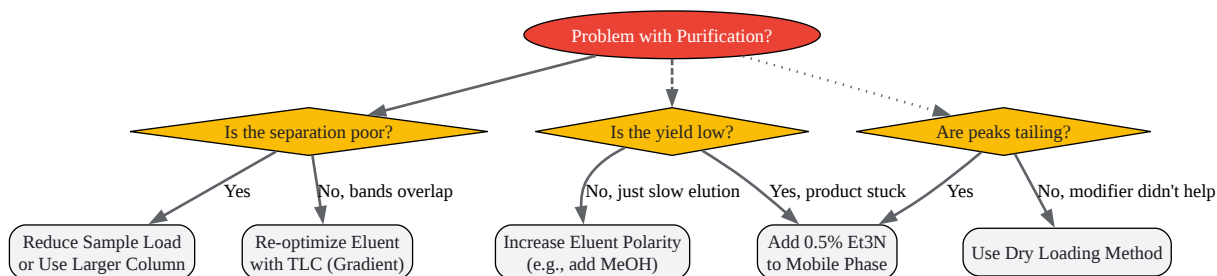 Problem with Purification?
Is the separation poor?
Is the yield low?
Are peaks tailing?
Yes
No, bands overlap
No, just slow elution
Yes, product stuck
Yes
No, modifier didn't help
Reduce Sample Load
or Use Larger Column
Re-optimize Eluent
with TLC (Gradient)
Increase Eluent Polarity
(e.g., add MeOH)
Add 0.5% Et3N
to Mobile Phase
Use Dry Loading Method